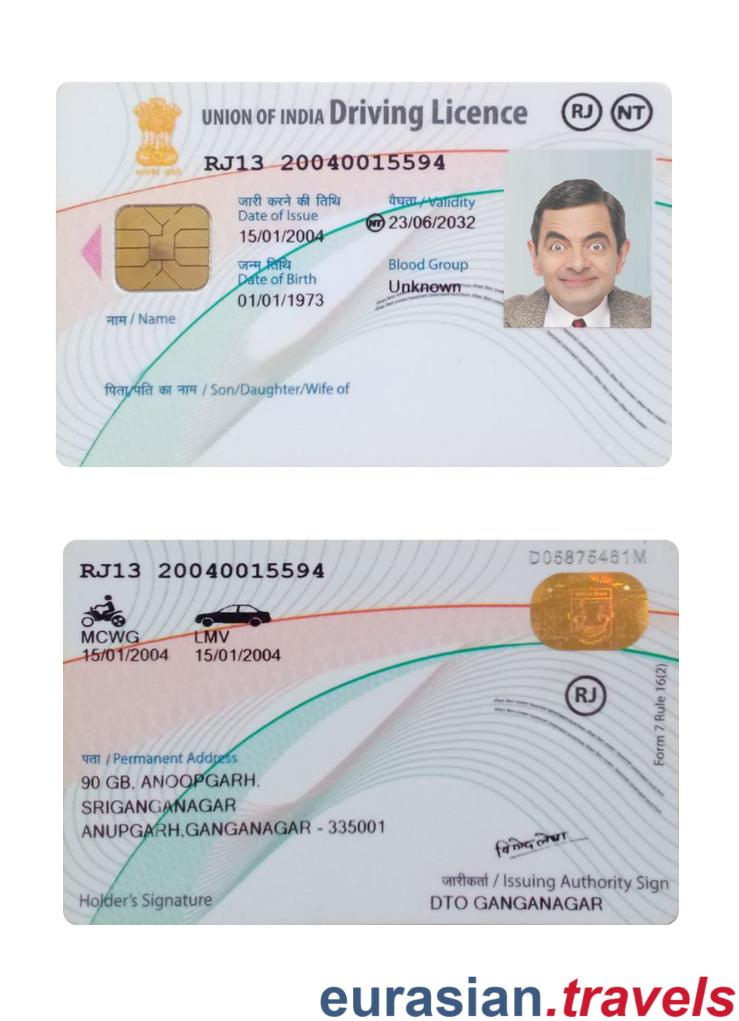 UNION OF INDIA Driving Licence RJ NT
RJ13 20040015594
जारी करने की तिथि वैधता / Validity
Date of Issue
NT 23/06/2032
15/01/2004
जन्म तिथि Blood Group
Date of Birth Unknown
01/01/1973
नाम / Name
पिता/पति का नाम / Son/Daughter/Wife of
D05875461M
RJ13 20040015594
MCWG LMV
15/01/2004 15/01/2004
RJ
Form 7 Rule 16(2)
पता / Permanent Address
90 GB, ANOOPGARH,
SRIGANGANAGAR
ANUPGARH,GANGANAGAR - 335001
जारीकर्ता / Issuing Authority Sign
Holder's Signature
DTO GANGANAGAR
eurasian.travels